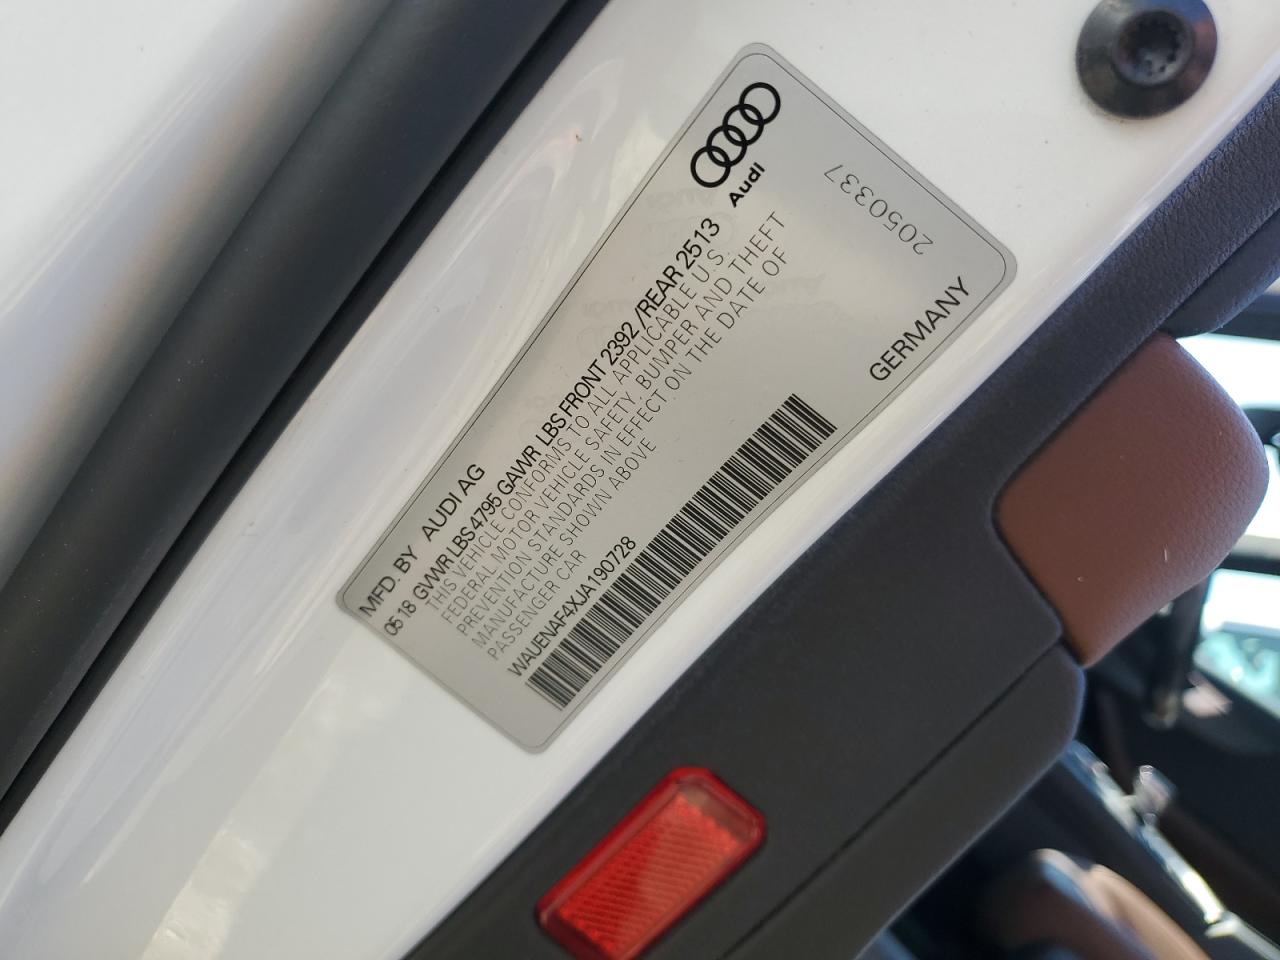 MFD. BY AUDI AG
Audi
0518 GVWR LBS 4795 GAWR LBS FRONT 2392 /REAR 2513
THIS VEHICLE CONFORMS TO ALL APPLICABLE U S
FEDERAL MOTOR VEHICLE SAFETY, BUMPER AND THEFT
PREVENTION STANDARDS IN EFFECT ON THE DATE OF
MANUFACTURE SHOWN ABOVE
PASSENGER CAR
WAUENAF4XJA190728
GERMANY
2050337